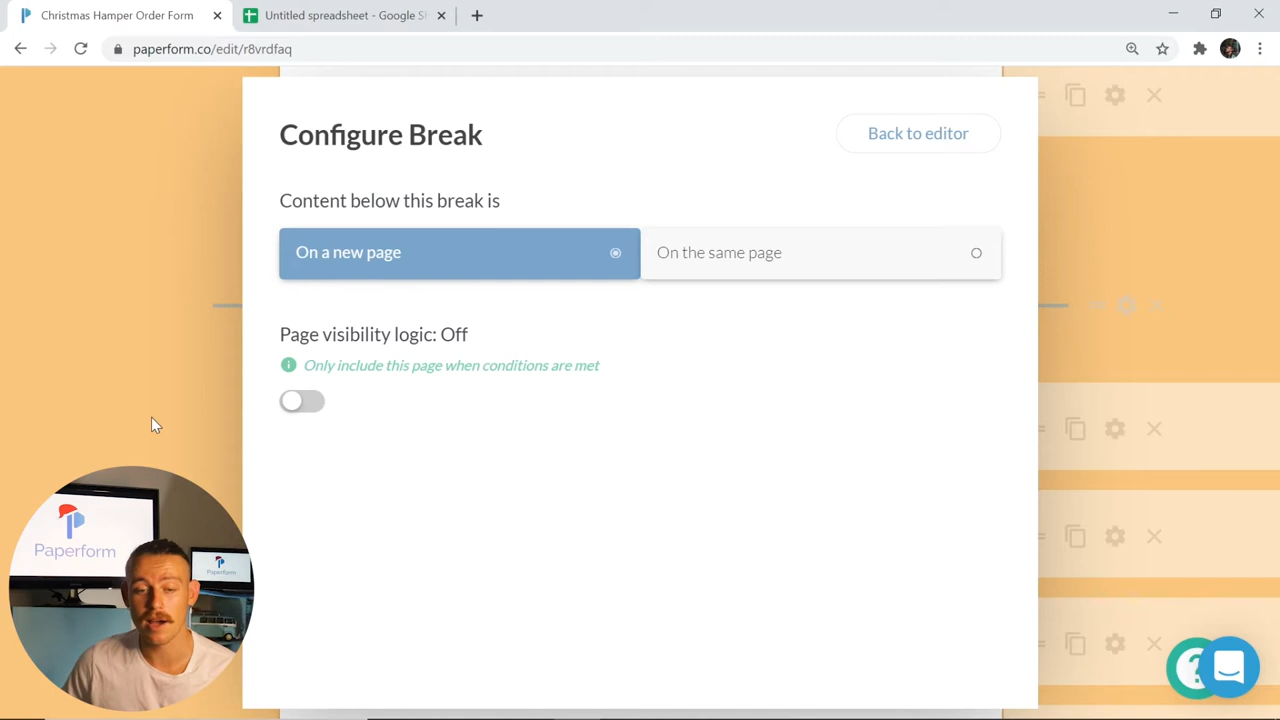 Christmas Hamper Order Form
Untitled spreadsheet - Google Sh
paperform.co/edit/r8vrdfaq
Configure Break
Back to editor
Content below this break is
On a new page
On the same page
Page visibility logic: Off
Only include this page when conditions are met
Paperform
Paperform